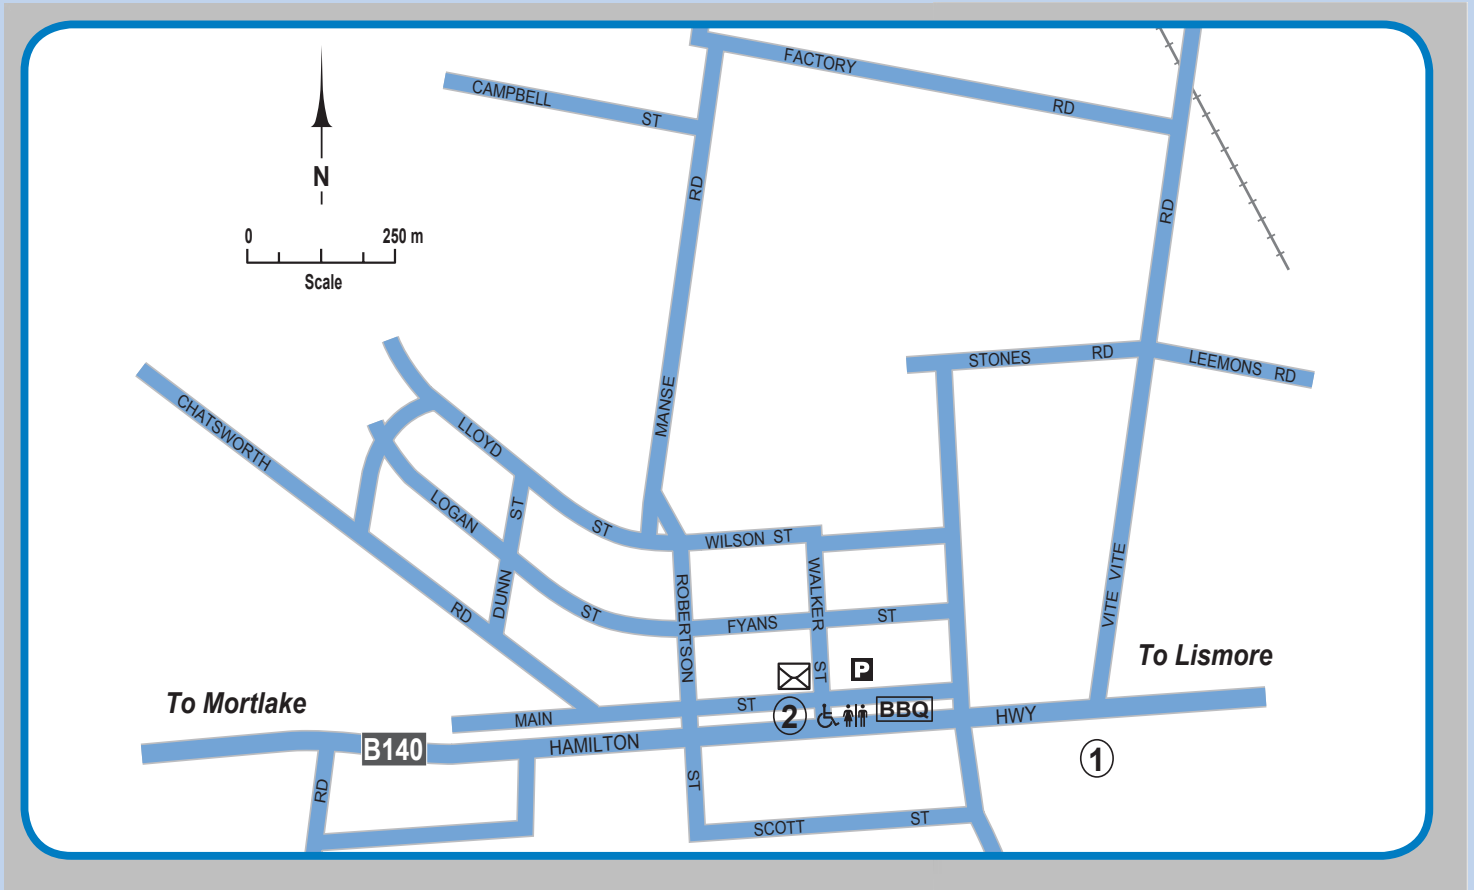 FACTORY RD
CAMPBELL ST
N
0 250 m
Scale
MANSE RD
VITE VITE RD
STONES RD
LEEMONS RD
CHATSWORTH RD
LLOYD ST
LOGAN ST
DUNN ST
WILSON ST
WALKER ST
ROBERTSON ST
FYANS ST
P
To Lismore
To Mortlake
MAIN ST
2
BBQ
B140
HAMILTON HWY
1
RD
SCOTT ST